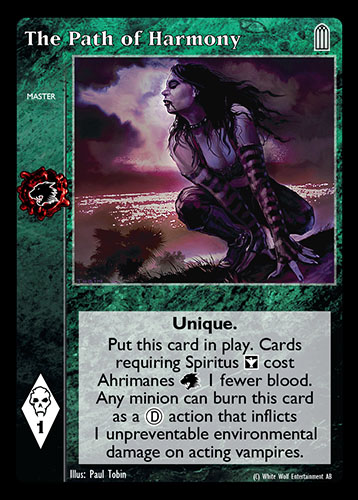 The Path of Harmony
MASTER
Unique.
Put this card in play. Cards
requiring Spiritus cost
Ahrimanes 1 fewer blood.
Any minion can burn this card
as a D action that inflicts
1 unpreventable environmental
damage on acting vampires.
1
Illus: Paul Tobin
(C) White Wolf Entertainment AB